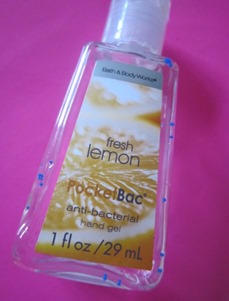 Bath & Body Works®
fresh
lemon
PocketBac®
anti-bacterial
hand gel
1 fl oz / 29 mL